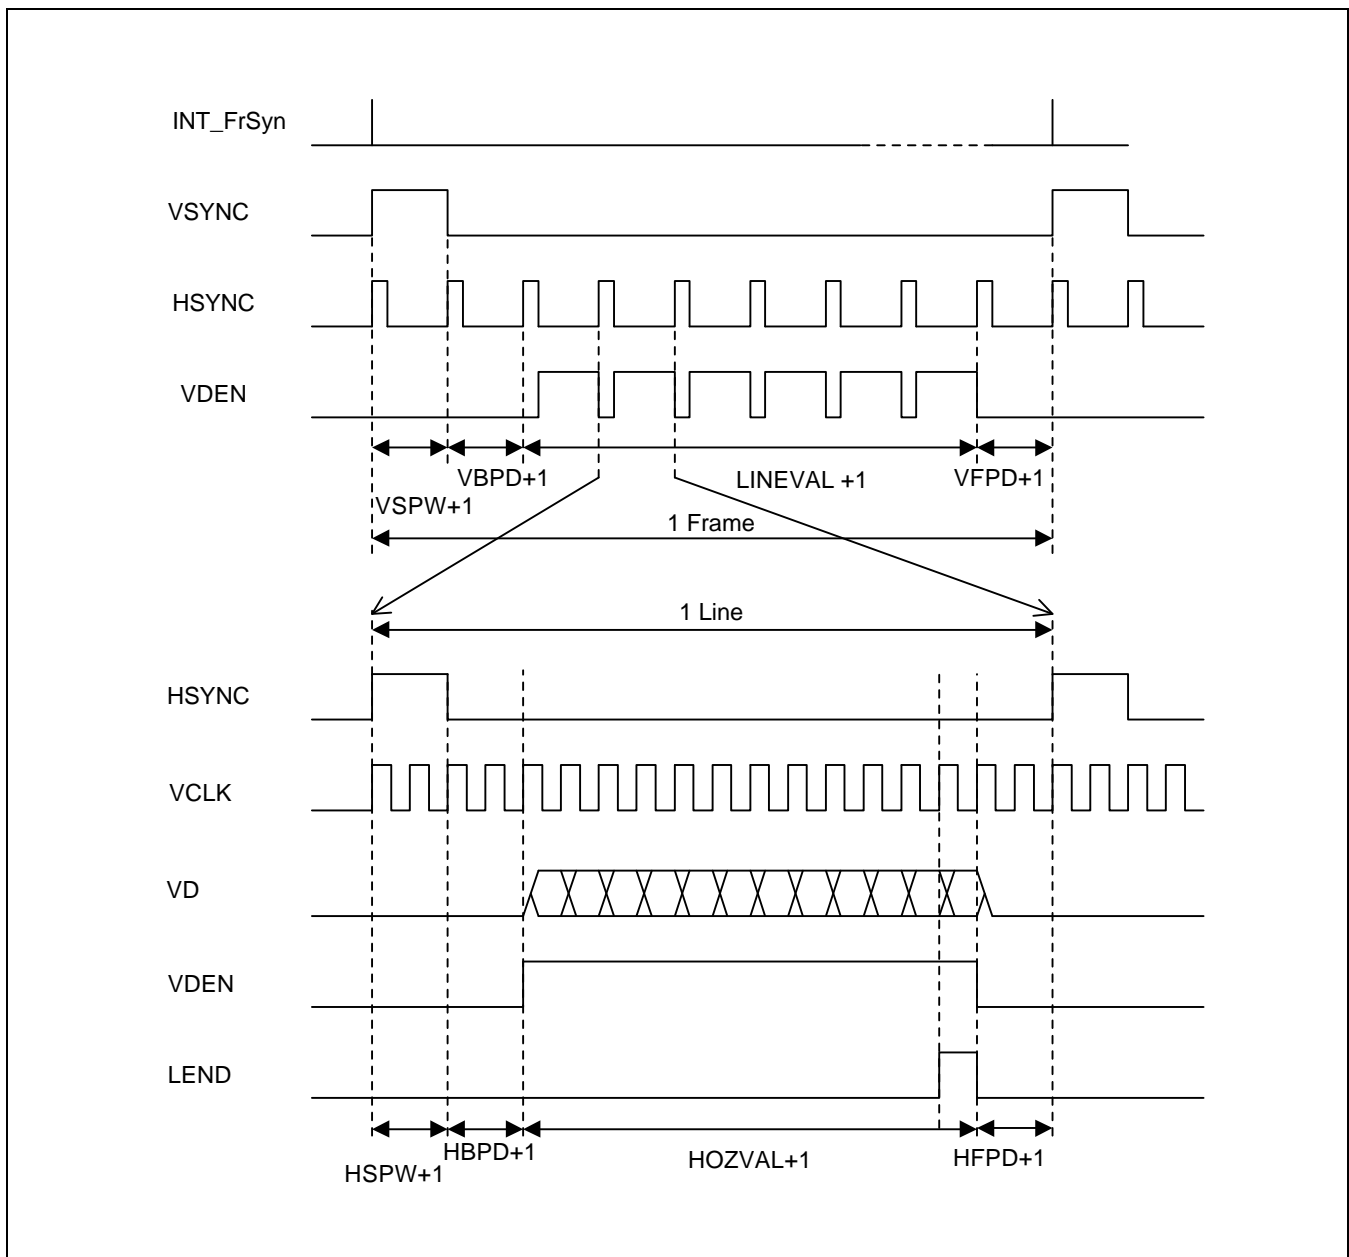 INT_FrSyn
VSYNC
HSYNC
VDEN
VBPD+1
LINEVAL +1
VFPD+1
VSPW+1
1 Frame
1 Line
HSYNC
VCLK
VD
VDEN
LEND
HBPD+1
HOZVAL+1
HFPD+1
HSPW+1